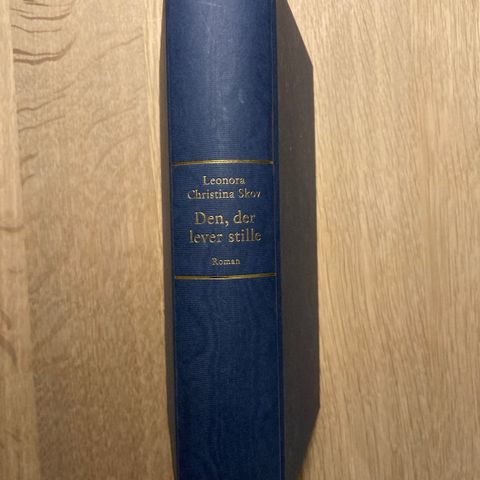 Leonora
Christina Skov
Den, der
lever stille
Roman